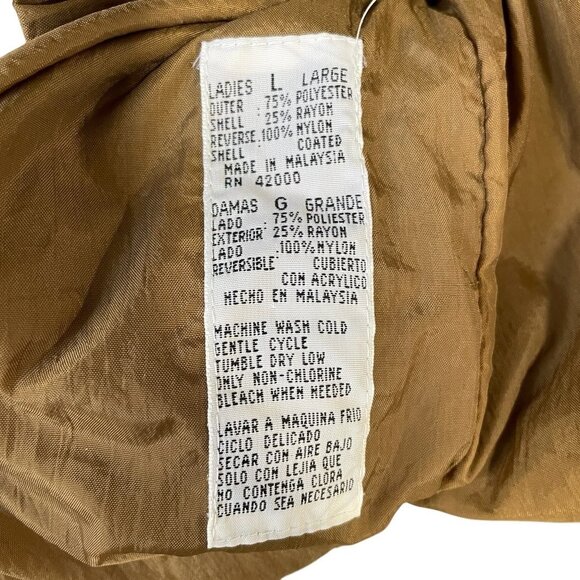 LADIES L LARGE
OUTER : 75% POLYESTER
SHELL : 25% RAYON
REVERSE:100% NYLON
SHELL : COATED
MADE IN MALAYSIA
RN 42000
DAMAS G GRANDE
LADO : 75% POLIESTER
EXTERIOR: 25% RAYON
LADO :100% NYLON
REVERSIBLE CUBIERTO
CON ACRYLICO
HECHO EN MALAYSIA
MACHINE WASH COLD
GENTLE CYCLE
TUMBLE DRY LOW
ONLY NON-CHLORINE
BLEACH WHEN NEEDED
LAVAR A MAQUINA FRIO
CICLO DELICADO
SECAR CON AIRE BAJO
SOLO CON LEJIA QUE
NO CONTENGA CLORA
CUANDO SEA NECESARIO